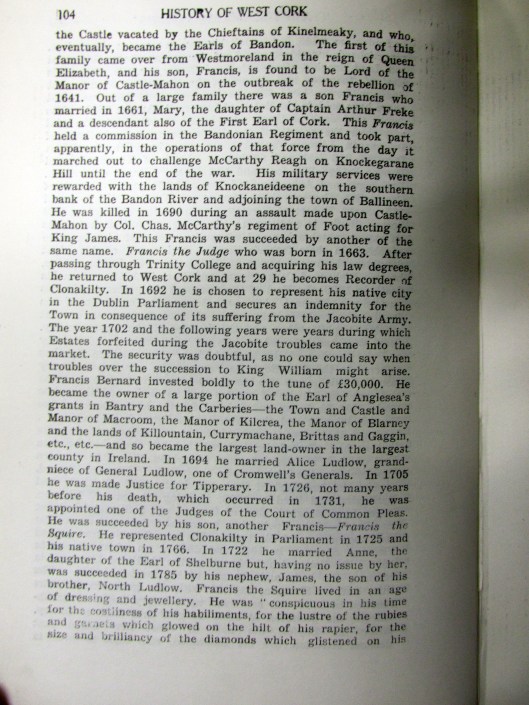 104 HISTORY OF WEST CORK
the Castle vacated by the Chieftains of Kinelmeaky, and who,
eventually, became the Earls of Bandon. The first of this
family came over from Westmoreland in the reign of Queen
Elizabeth, and his son, Francis, is found to be Lord of the
Manor of Castle-Mahon on the outbreak of the rebellion of
1641. Out of a large family there was a son Francis who
married in 1661, Mary, the daughter of Captain Arthur Freke
and a descendant also of the First Earl of Cork. This Francis
held a commission in the Bandonian Regiment and took part,
apparently, in the operations of that force from the day it
marched out to challenge McCarthy Reagh on Knockegarane
Hill until the end of the war. His military services were
rewarded with the lands of Knockaneideene on the southern
bank of the Bandon River and adjoining the town of Ballineen.
He was killed in 1690 during an assault made upon Castle-
Mahon by Col. Chas. McCarthy's regiment of Foot acting for
King James. This Francis was succeeded by another of the
same name. Francis the Judge who was born in 1663. After
passing through Trinity College and acquiring his law degrees,
he returned to West Cork and at 29 he becomes Recorder of
Clonakilty. In 1692 he is chosen to represent his native city
in the Dublin Parliament and secures an indemnity for the
Town in consequence of its suffering from the Jacobite Army.
The year 1702 and the following years were years during which
Estates forfeited during the Jacobite troubles came into the
market. The security was doubtful, as no one could say when
troubles over the succession to King William might arise.
Francis Bernard invested boldly to the tune of £30,000. He
became the owner of a large portion of the Earl of Anglesea's
grants in Bantry and the Carberies—the Town and Castle and
Manor of Macroom, the Manor of Kilcrea, the Manor of Blarney
and the lands of Killountain, Currymachane, Brittas and Gaggin,
etc., etc.—and so became the largest land-owner in the largest
county in Ireland. In 1694 he married Alice Ludlow, grand-
niece of General Ludlow, one of Cromwell's Generals. In 1705
he was made Justice for Tipperary. In 1726, not many years
before his death, which occurred in 1731, he was
appointed one of the Judges of the Court of Common Pleas.
He was succeeded by his son, another Francis—Francis the
Squire. He represented Clonakilty in Parliament in 1725 and
his native town in 1766. In 1722 he married Anne, the
daughter of the Earl of Shelburne but, having no issue by her,
was succeeded in 1785 by his nephew, James, the son of his
brother, North Ludlow. Francis the Squire lived in an age
of dressing and jewellery. He was "conspicuous in his time
for the costliness of his habiliments, for the lustre of the rubies
and garnets which glowed on the hilt of his rapier, for the
size and brilliancy of the diamonds which glistened on his